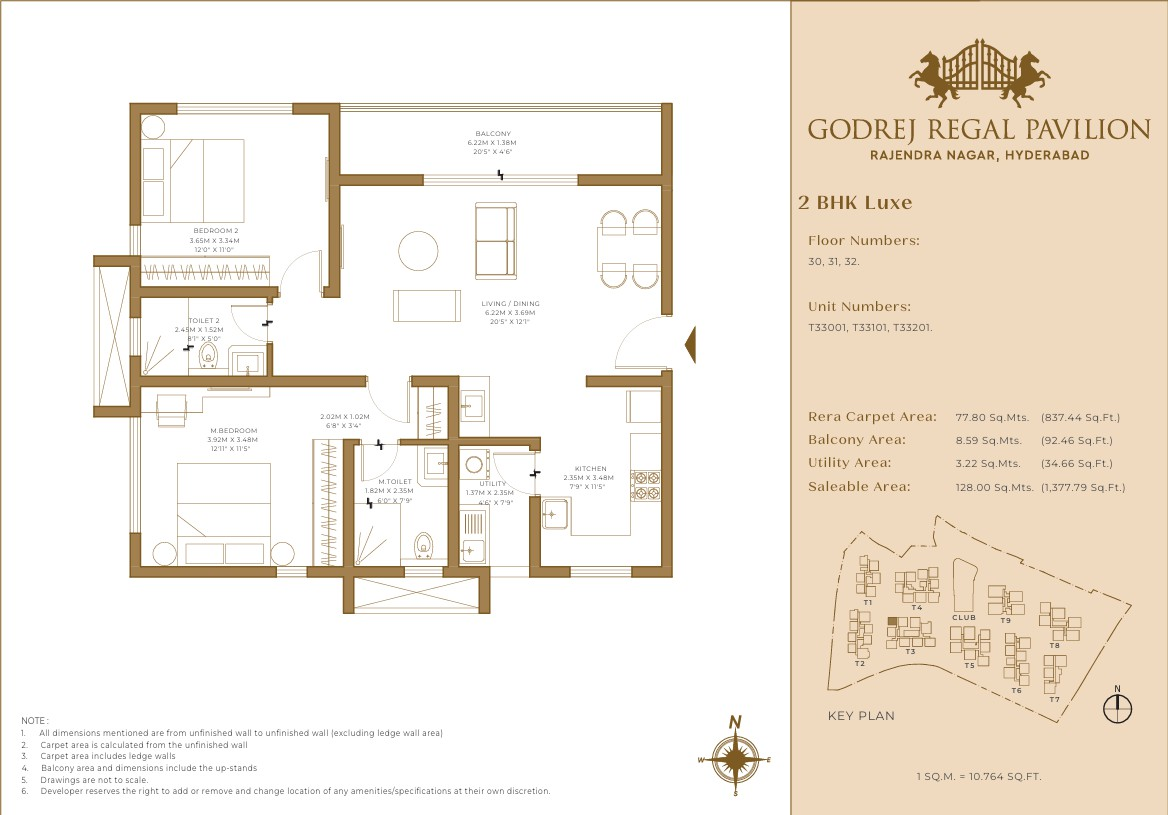 BALCONY
6.22M X 1.38M
20'5" X 4'6"
BEDROOM 2
3.65M X 3.34M
12'0" X 11'0"
LIVING / DINING
6.22M X 3.69M
20'5" X 12'1"
TOILET 2
2.45M X 1.52M
8'1" X 5'0"
2.02M X 1.02M
6'8" X 3'4"
M.BEDROOM
3.92M X 3.48M
12'11" X 11'5"
M.TOILET
1.82M X 2.35M
6'0" X 7'9"
UTILITY
1.37M X 2.35M
4'6" X 7'9"
KITCHEN
2.35M X 3.48M
7'9" X 11'5"
NOTE :
1. All dimensions mentioned are from unfinished wall to unfinished wall (excluding ledge wall area)
2. Carpet area is calculated from the unfinished wall
3. Carpet area includes ledge walls
4. Balcony area and dimensions include the up-stands
5. Drawings are not to scale.
6. Developer reserves the right to add or remove and change location of any amenities/specifications at their own discretion.
N
W E
S
GODREJ REGAL PAVILION
RAJENDRA NAGAR, HYDERABAD
2 BHK Luxe
Floor Numbers:
30, 31, 32.
Unit Numbers:
T33001, T33101, T33201.
Rera Carpet Area: 77.80 Sq.Mts. (837.44 Sq.Ft.)
Balcony Area: 8.59 Sq.Mts. (92.46 Sq.Ft.)
Utility Area: 3.22 Sq.Mts. (34.66 Sq.Ft.)
Saleable Area: 128.00 Sq.Mts. (1,377.79 Sq.Ft.)
T1
T4
CLUB
T9
T2
T3
T5
T8
T6
T7
N
KEY PLAN
1 SQ.M. = 10.764 SQ.FT.